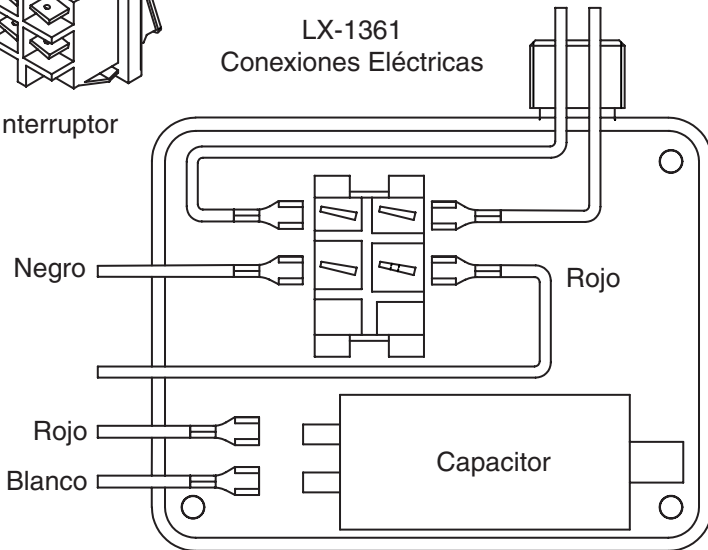 LX-1361
Conexiones Eléctricas
nterruptor
Negro
Rojo
Rojo
Blanco
Capacitor